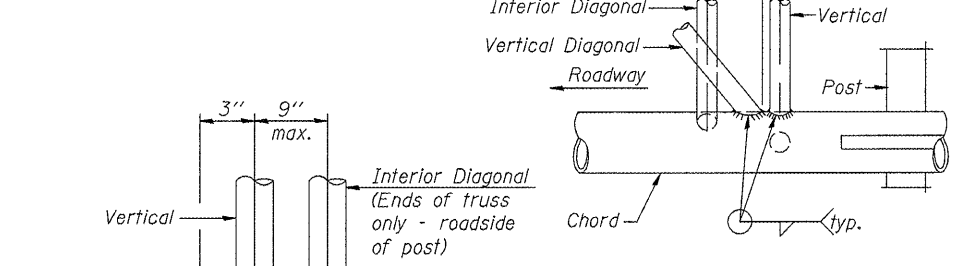 Interior Diagonal
Vertical
Vertical Diagonal
Roadway
Post
3"
9"
max.
Interior Diagonal
(Ends of truss
only - roadside
of post)
Vertical
Chord
typ.